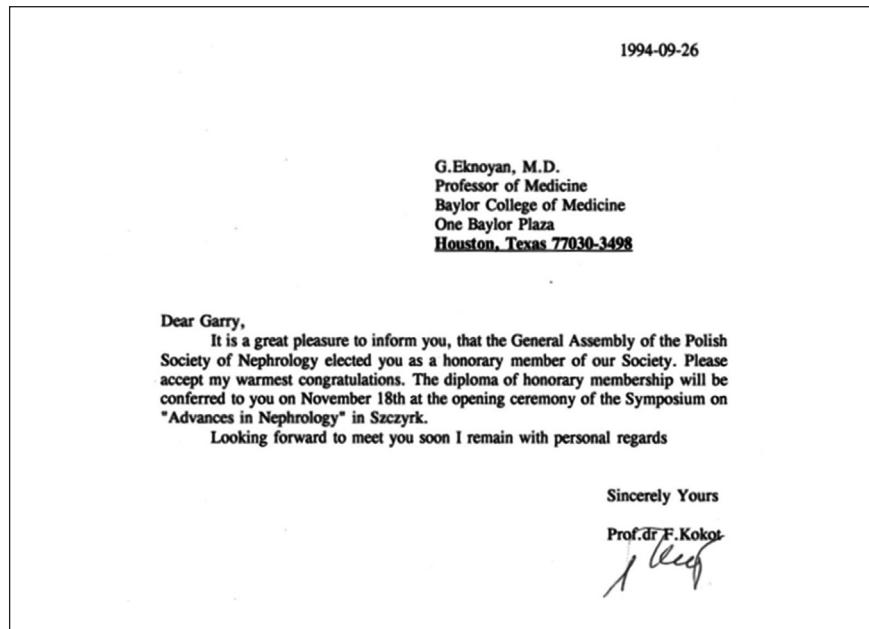 1994-09-26
G.Eknoyan, M.D.
Professor of Medicine
Baylor College of Medicine
One Baylor Plaza
Houston, Texas 77030-3498
Dear Garry,
It is a great pleasure to inform you, that the General Assembly of the Polish
Society of Nephrology elected you as a honorary member of our Society. Please
accept my warmest congratulations. The diploma of honorary membership will be
conferred to you on November 18th at the opening ceremony of the Symposium on
"Advances in Nephrology" in Szczyrk.
Looking forward to meet you soon I remain with personal regards
Sincerely Yours
Prof.dr F.Kokot